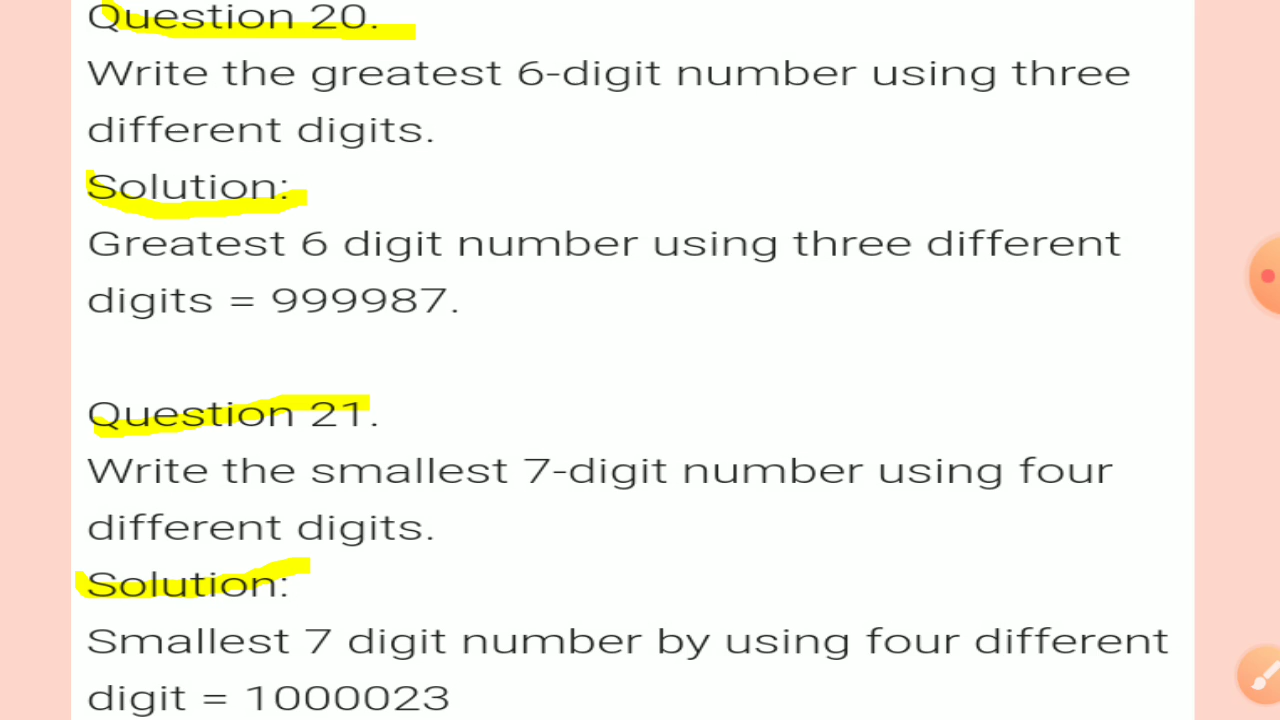 Question 20.
Write the greatest 6-digit number using three
different digits.
Solution:
Greatest 6 digit number using three different
digits = 999987.
Question 21.
Write the smallest 7-digit number using four
different digits.
Solution:
Smallest 7 digit number by using four different
digit = 1000023